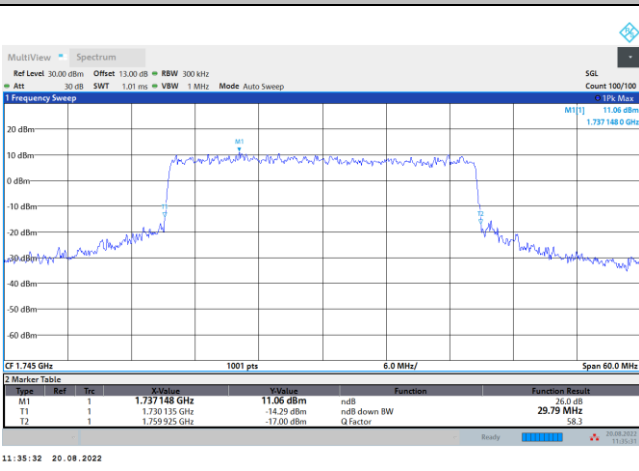 MultiView Spectrum
Ref Level 30.00 dBm Offset 13.00 dB RBW 300 kHz SGL
Att 30 dB SWT 1.01 ms VBW 1 MHz Mode Auto Sweep Count 100/100
1 Frequency Sweep 1Pk Max
M1[1] 11.06 dBm
1.737 148 0 GHz
20 dBm
M1
10 dBm
0 dBm
-10 dBm
T1 T2
-20 dBm
-30 dBm
-40 dBm
-50 dBm
-60 dBm
CF 1.745 GHz 1001 pts 6.0 MHz/ Span 60.0 MHz
2 Marker Table
Type Ref Trc X-Value Y-Value Function Function Result
M1 1 1.737 148 GHz 11.06 dBm ndB 26.0 dB
T1 1 1.730 135 GHz -14.29 dBm ndB down BW 29.79 MHz
T2 1 1.759 925 GHz -17.00 dBm Q Factor 58.3
Ready 20.08.2022
11:35:31
11:35:32 20.08.2022